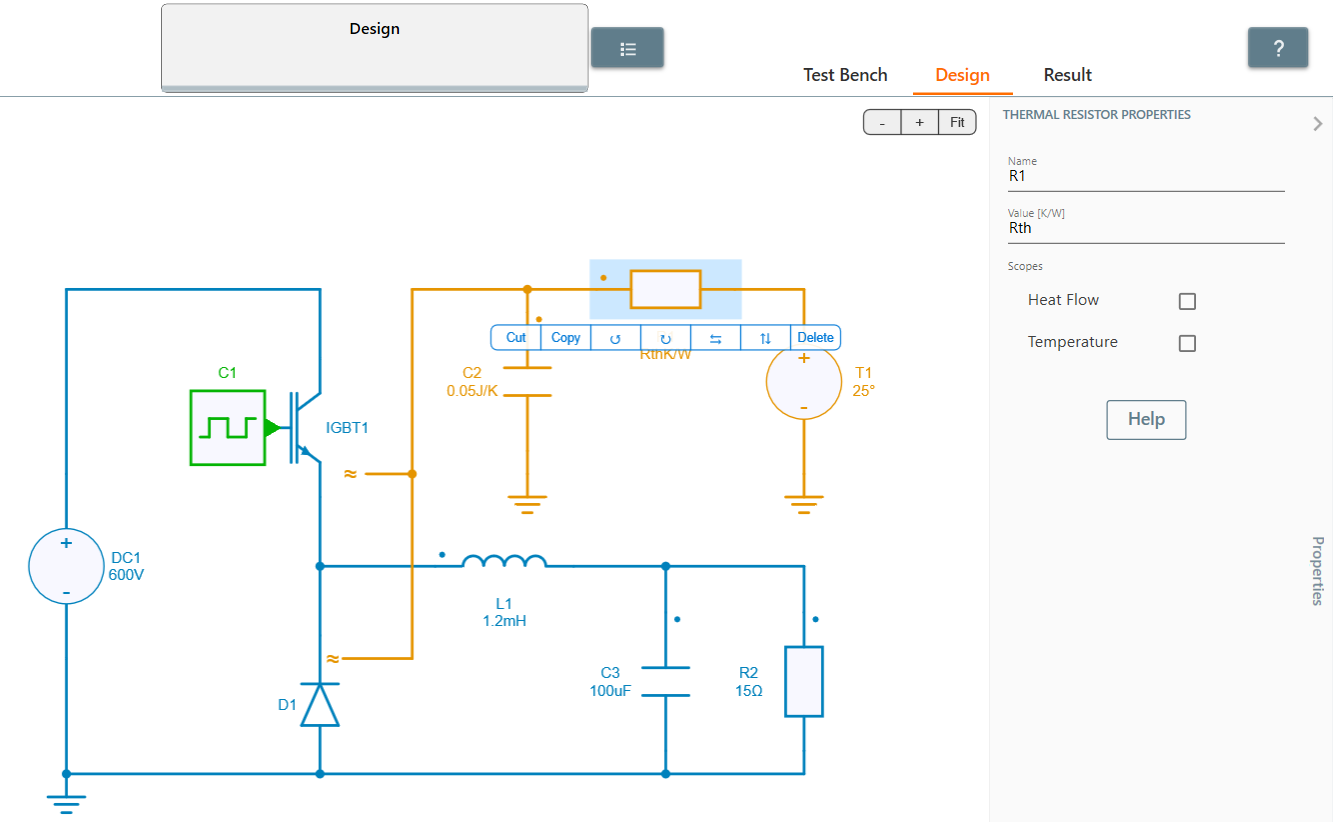 Design
?
Test Bench
Design
Result
-
+
Fit
THERMAL RESISTOR PROPERTIES
Name
R1
Value [K/W]
Rth
Scopes
Heat Flow
Temperature
Help
Properties
Cut
Copy
Delete
RthK/W
+
-
T1
25°
C2
0.05J/K
C1
IGBT1
≈
+
-
DC1
600V
L1
1.2mH
≈
D1
C3
100uF
R2
15Ω